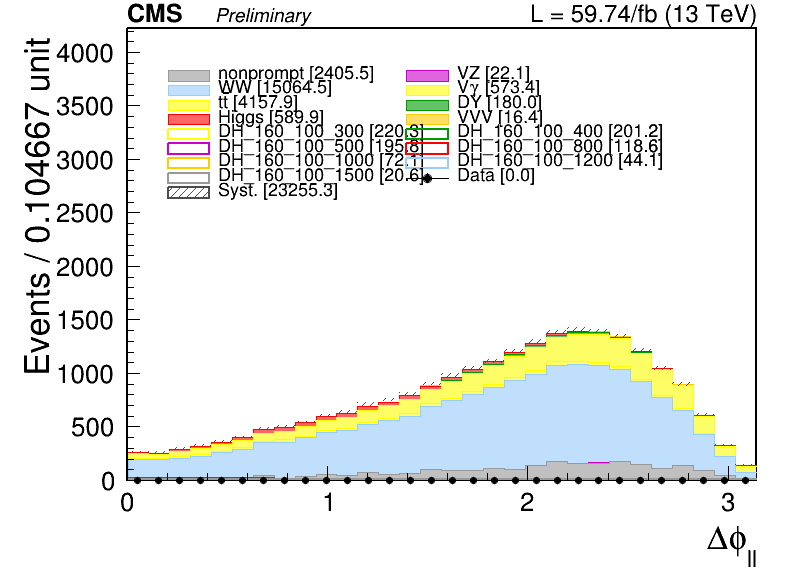 CMS Preliminary L = 59.74/fb (13 TeV)
Events / 0.104667 unit
4000
3500
3000
2500
2000
1500
1000
500
0
nonprompt [2405.5] VZ [22.1]
WW [15064.5] Vγ [573.4]
tt [4157.9] DY [180.0]
Higgs [589.9] VVV [16.4]
DH_160_100_300 [220.3] DH_160_100_400 [201.2]
DH_160_100_500 [195.8] DH_160_100_800 [118.6]
DH_160_100_1000 [72.1] DH_160_100_1200 [44.1]
DH_160_100_1500 [20.6] Data [0.0]
Syst. [23255.3]
0 1 2 3
Δϕ_ll